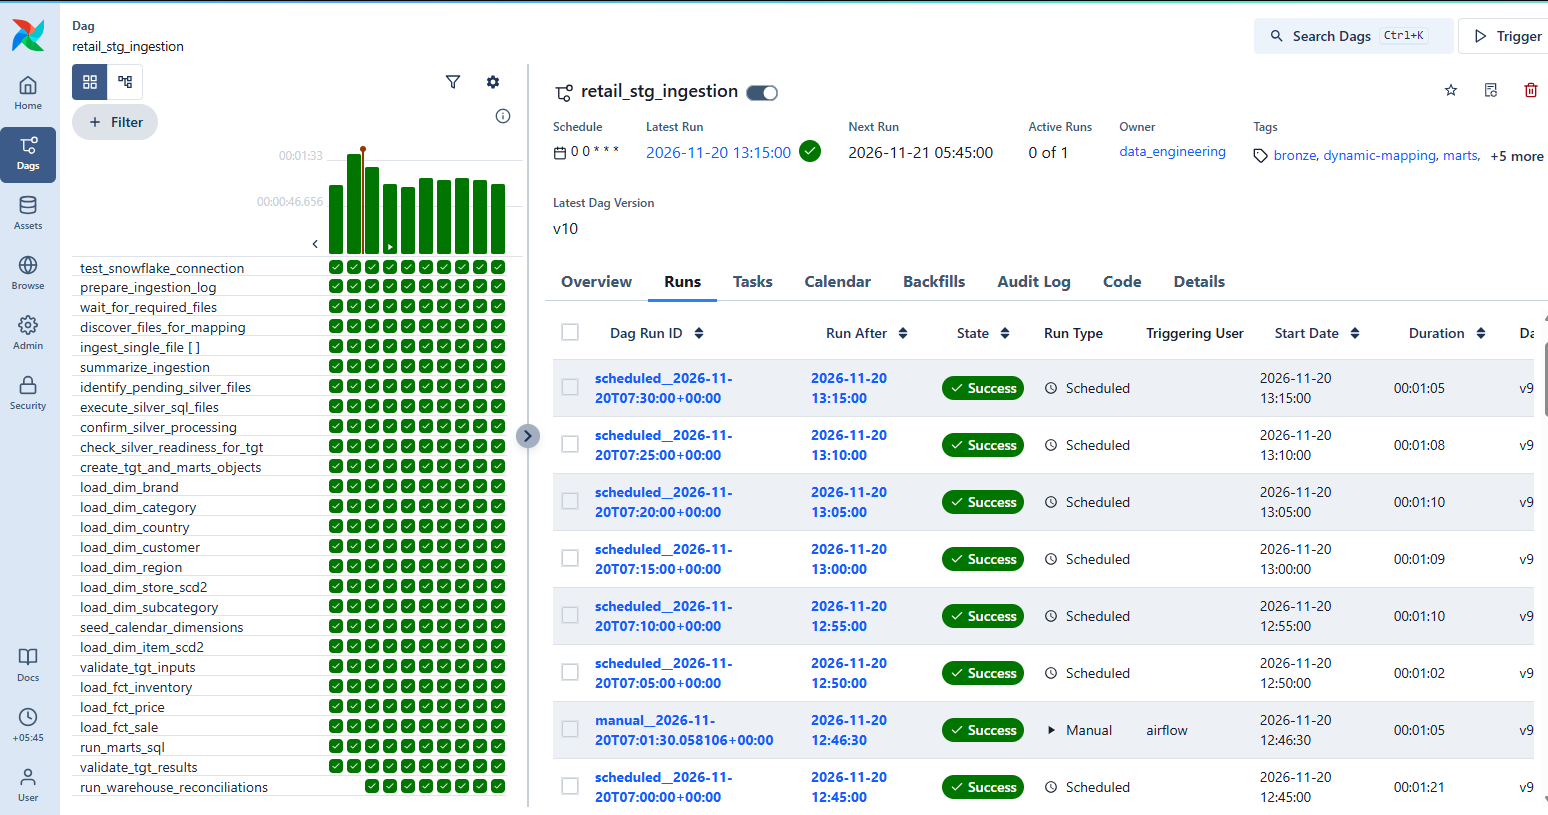 Dag
retail_stg_ingestion
Search Dags Ctrl+K
Trigger
Home
Dags
Assets
Browse
Admin
Security
Docs
+05:45
User
Filter
00:01:33
00:00:46.656
test_snowflake_connection
prepare_ingestion_log
wait_for_required_files
discover_files_for_mapping
ingest_single_file [ ]
summarize_ingestion
identify_pending_silver_files
execute_silver_sql_files
confirm_silver_processing
check_silver_readiness_for_tgt
create_tgt_and_marts_objects
load_dim_brand
load_dim_category
load_dim_country
load_dim_customer
load_dim_region
load_dim_store_scd2
load_dim_subcategory
seed_calendar_dimensions
load_dim_item_scd2
validate_tgt_inputs
load_fct_inventory
load_fct_price
load_fct_sale
run_marts_sql
validate_tgt_results
run_warehouse_reconciliations
retail_stg_ingestion
Schedule Latest Run Next Run Active Runs Owner Tags
0 0 * * * 2026-11-20 13:15:00 2026-11-21 05:45:00 0 of 1 data_engineering bronze, dynamic-mapping, marts, +5 more
Latest Dag Version
v10
Overview Runs Tasks Calendar Backfills Audit Log Code Details
Dag Run ID Run After State Run Type Triggering User Start Date Duration Da
scheduled__2026-11-
20T07:30:00+00:00
2026-11-20
13:15:00
Success
Scheduled
2026-11-20
13:15:00
00:01:05
v9
scheduled__2026-11-
20T07:25:00+00:00
2026-11-20
13:10:00
Success
Scheduled
2026-11-20
13:10:00
00:01:08
v9
scheduled__2026-11-
20T07:20:00+00:00
2026-11-20
13:05:00
Success
Scheduled
2026-11-20
13:05:00
00:01:10
v9
scheduled__2026-11-
20T07:15:00+00:00
2026-11-20
13:00:00
Success
Scheduled
2026-11-20
13:00:00
00:01:09
v9
scheduled__2026-11-
20T07:10:00+00:00
2026-11-20
12:55:00
Success
Scheduled
2026-11-20
12:55:00
00:01:10
v9
scheduled__2026-11-
20T07:05:00+00:00
2026-11-20
12:50:00
Success
Scheduled
2026-11-20
12:50:00
00:01:02
v9
manual__2026-11-
20T07:01:30.058106+00:00
2026-11-20
12:46:30
Success
Manual
airflow
2026-11-20
12:46:30
00:01:05
v9
scheduled__2026-11-
20T07:00:00+00:00
2026-11-20
12:45:00
Success
Scheduled
2026-11-20
12:45:00
00:01:21
v9